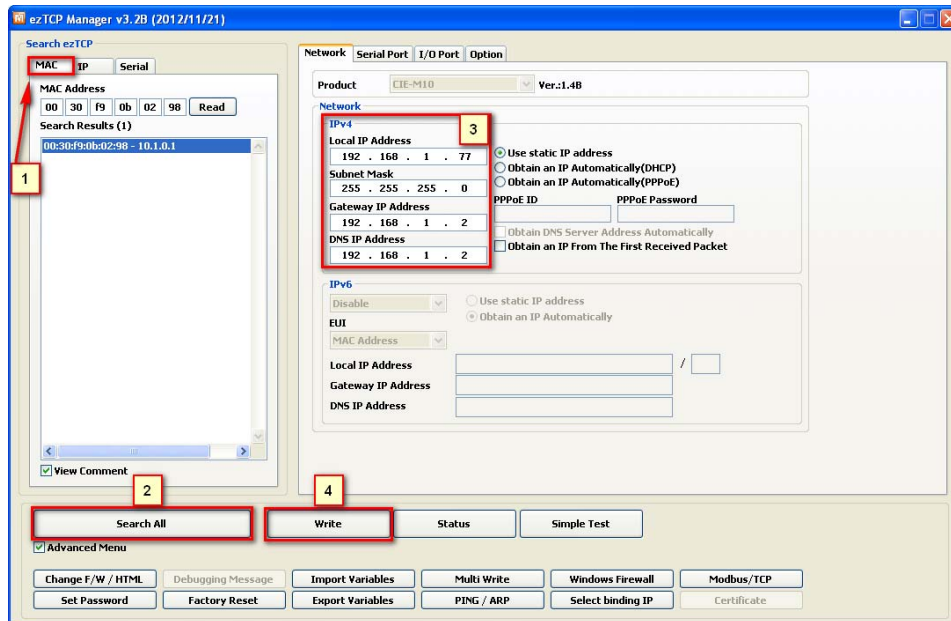 ezTCP Manager v3.2B (2012/11/21)
Search ezTCP
MAC IP Serial
MAC Address
00 30 f9 0b 02 98 Read
Search Results (1)
00:30:f9:0b:02:98 - 10.1.0.1
1
View Comment
Network Serial Port I/O Port Option
Product CIE-M10 Ver.:1.4B
Network
IPv4
3
Local IP Address
192 . 168 . 1 . 77
Subnet Mask
255 . 255 . 255 . 0
Gateway IP Address
192 . 168 . 1 . 2
DNS IP Address
192 . 168 . 1 . 2
Use static IP address
Obtain an IP Automatically(DHCP)
Obtain an IP Automatically(PPPoE)
PPPoE ID PPPoE Password
Obtain DNS Server Address Automatically
Obtain an IP From The First Received Packet
IPv6
Disable
Use static IP address
Obtain an IP Automatically
EUI
MAC Address
Local IP Address /
Gateway IP Address
DNS IP Address
2 4
Search All Write Status Simple Test
Advanced Menu
Change F/W / HTML Debugging Message Import Variables Multi Write Windows Firewall Modbus/TCP
Set Password Factory Reset Export Variables PING / ARP Select binding IP Certificate